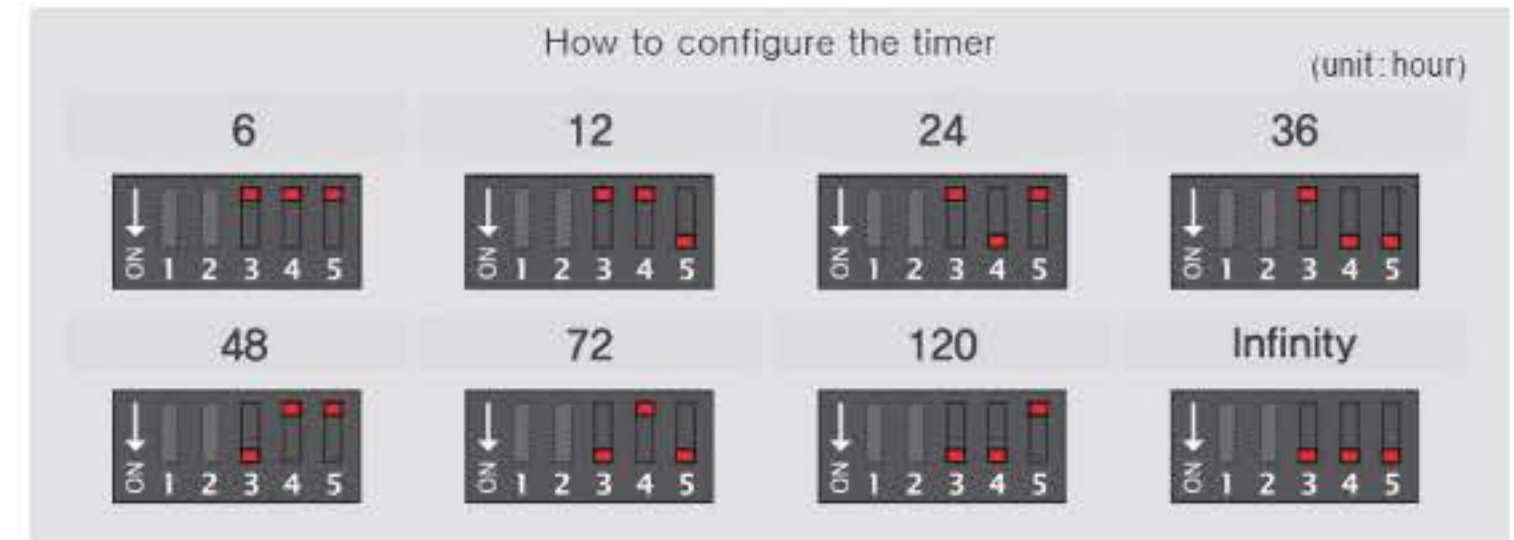 How to configure the timer
(unit:hour)
6 12 24 36
ON 1 2 3 4 5 ON 1 2 3 4 5 ON 1 2 3 4 5 ON 1 2 3 4 5
48 72 120 Infinity
ON 1 2 3 4 5 ON 1 2 3 4 5 ON 1 2 3 4 5 ON 1 2 3 4 5